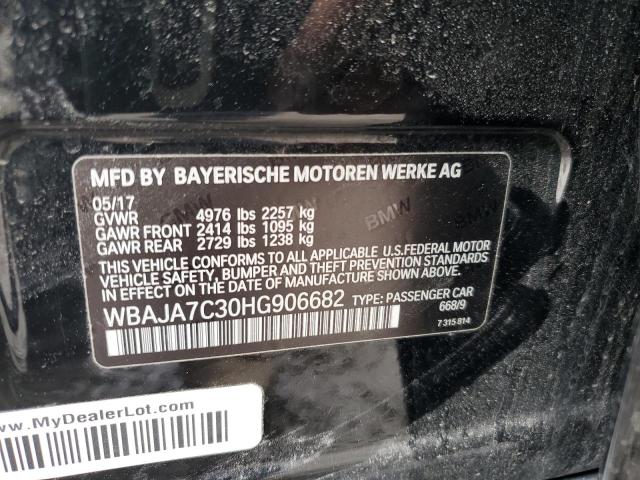 MFD BY BAYERISCHE MOTOREN WERKE AG
05/17
GVWR 4976 lbs 2257 kg
GAWR FRONT 2414 lbs 1095 kg
GAWR REAR 2729 lbs 1238 kg
THIS VEHICLE CONFORMS TO ALL APPLICABLE U.S.FEDERAL MOTOR
VEHICLE SAFETY, BUMPER AND THEFT PREVENTION STANDARDS
IN EFFECT ON THE DATE OF MANUFACTURE SHOWN ABOVE.
WBAJA7C30HG906682 TYPE: PASSENGER CAR
668/9
7 315 814
BMW
BMW
www.MyDealerLot.com